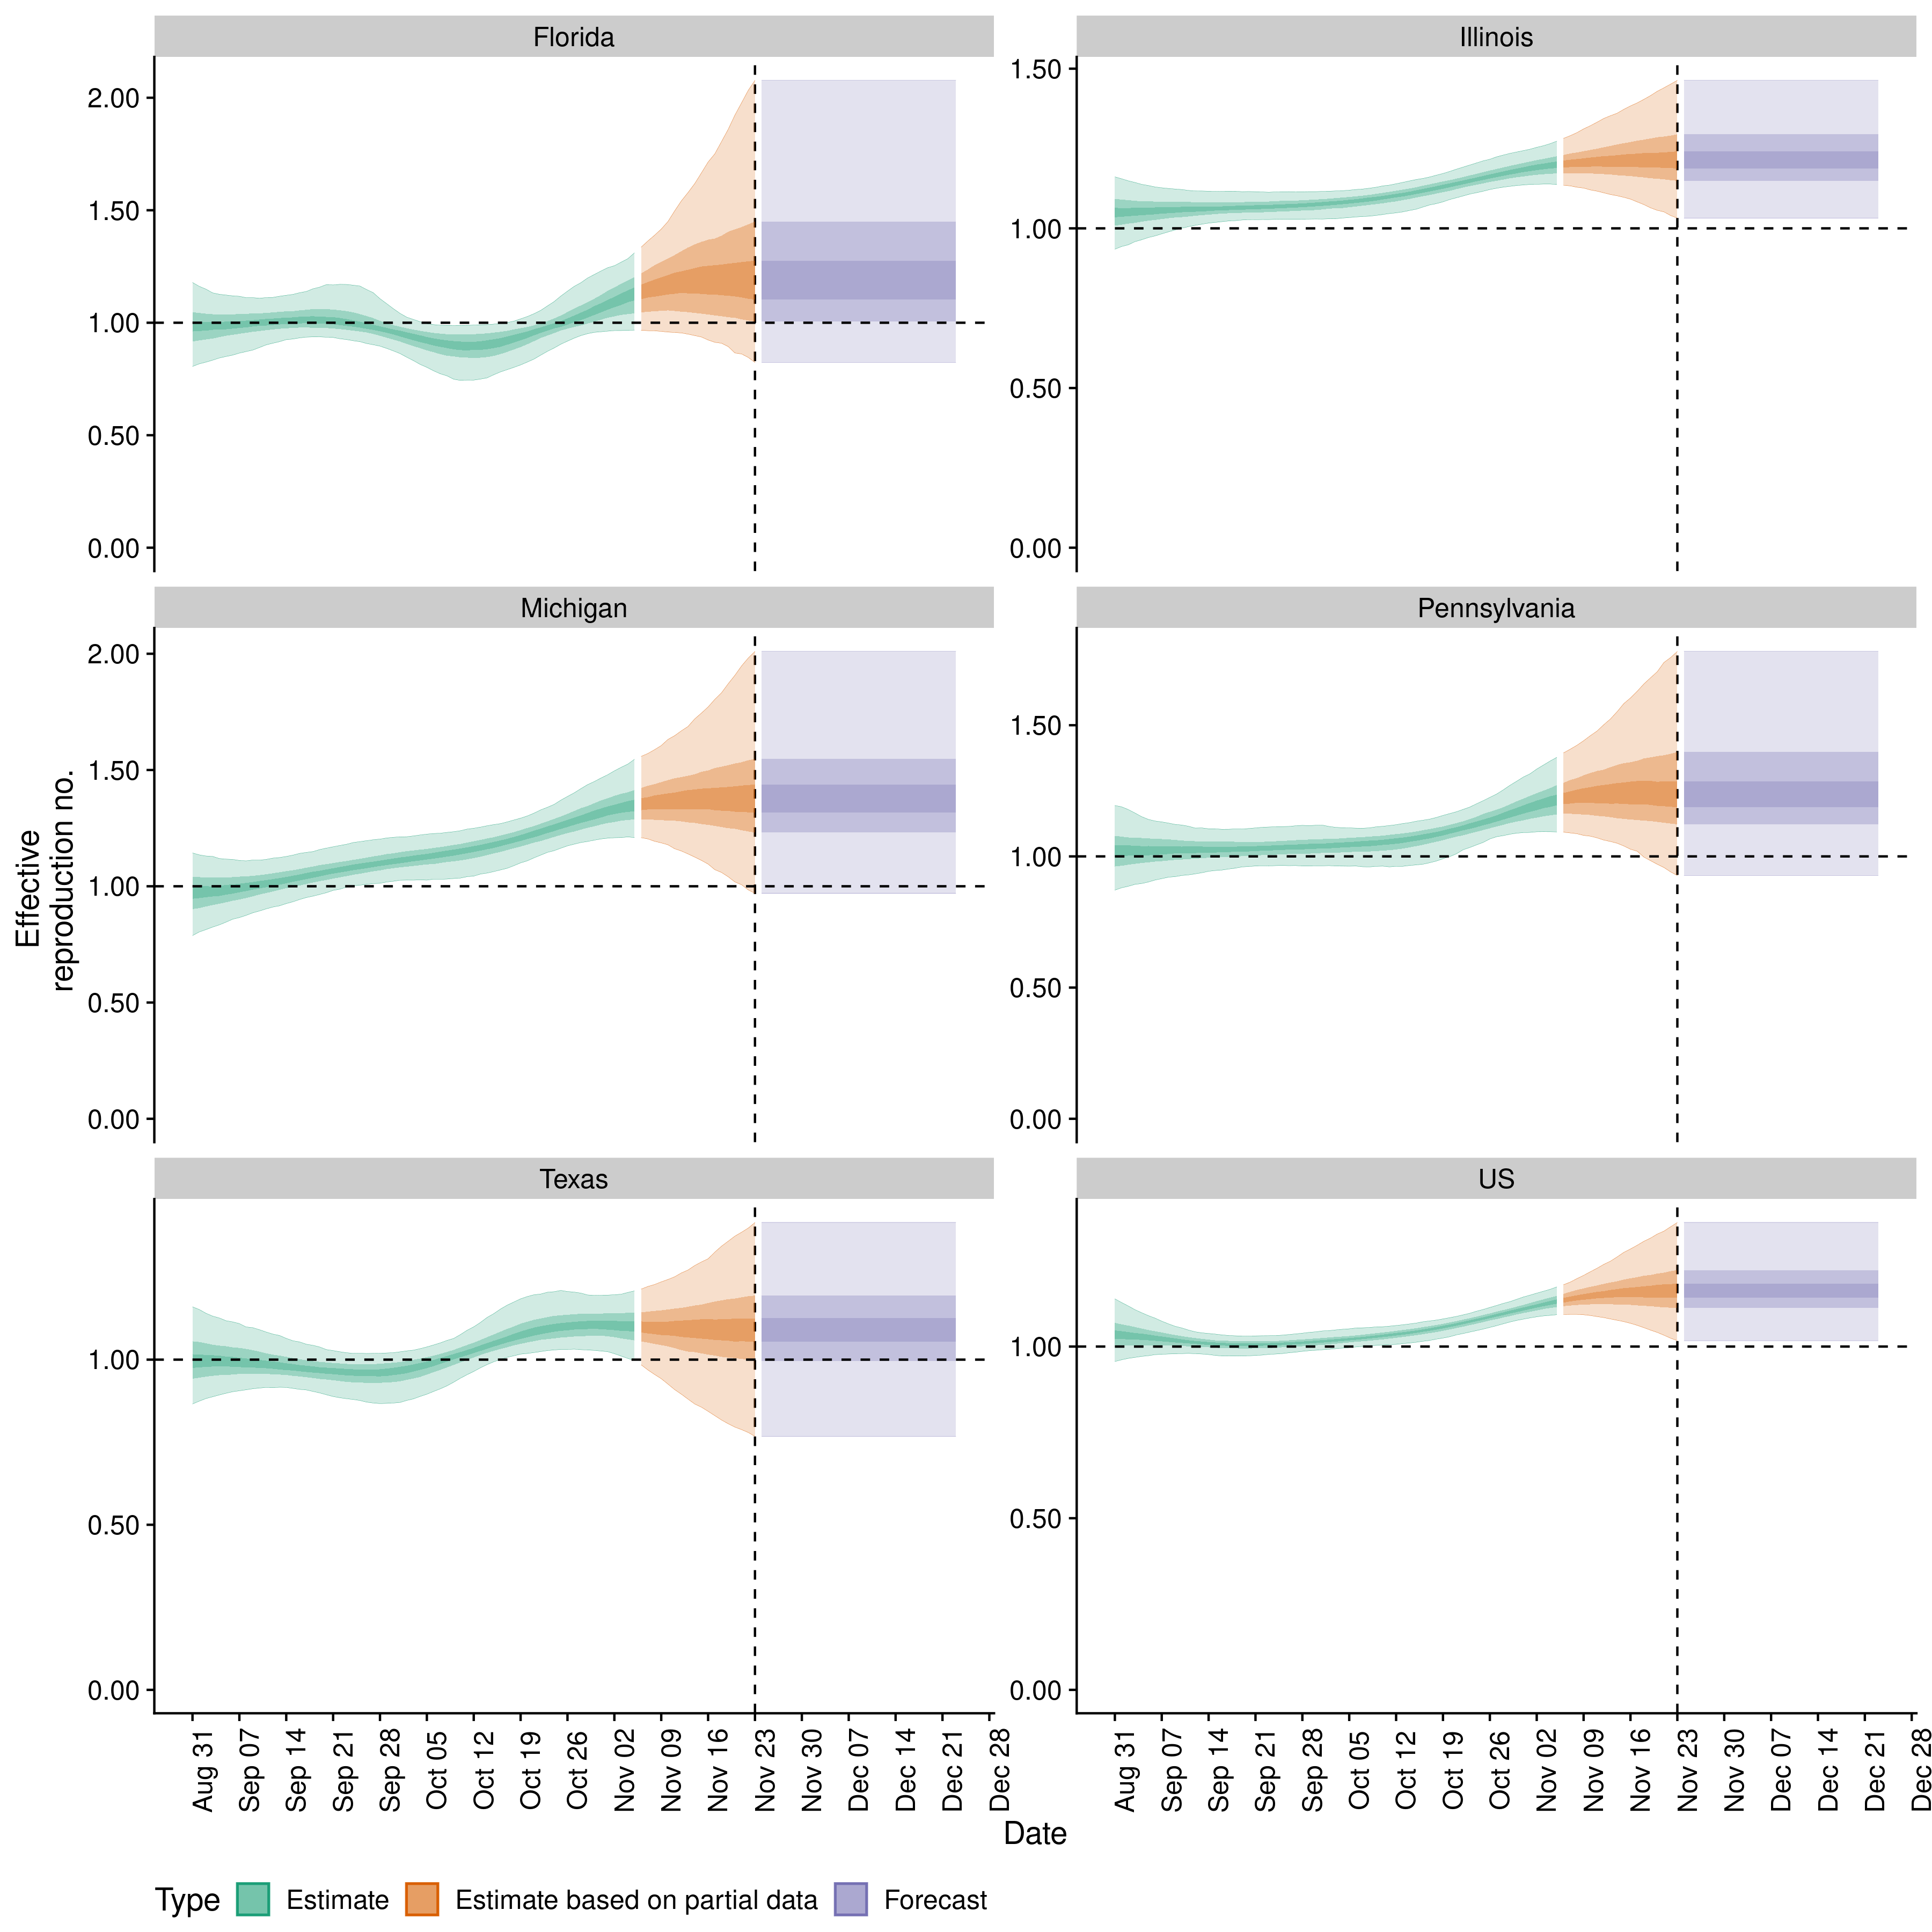 Florida
Illinois
2.00
1.50
1.00
0.50
0.00
1.50
1.00
0.50
0.00
Michigan
Pennsylvania
2.00
1.50
1.00
0.50
0.00
1.50
1.00
0.50
0.00
Texas
US
1.00
0.50
0.00
1.00
0.50
0.00
Effective
reproduction no.
Aug 31
Sep 07
Sep 14
Sep 21
Sep 28
Oct 05
Oct 12
Oct 19
Oct 26
Nov 02
Nov 09
Nov 16
Nov 23
Nov 30
Dec 07
Dec 14
Dec 21
Dec 28
Aug 31
Sep 07
Sep 14
Sep 21
Sep 28
Oct 05
Oct 12
Oct 19
Oct 26
Nov 02
Nov 09
Nov 16
Nov 23
Nov 30
Dec 07
Dec 14
Dec 21
Dec 28
Date
Type Estimate Estimate based on partial data Forecast